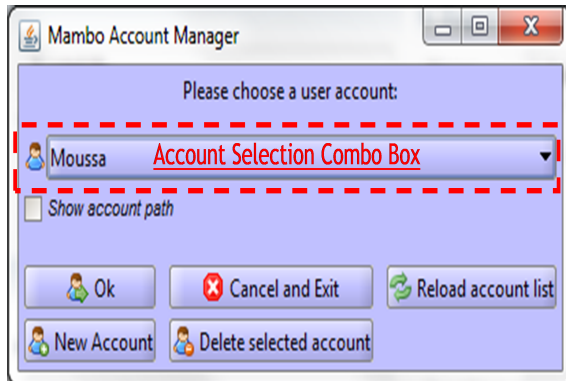 Mambo Account Manager
Please choose a user account:
Moussa Account Selection Combo Box
Show account path
Ok Cancel and Exit Reload account list
New Account Delete selected account